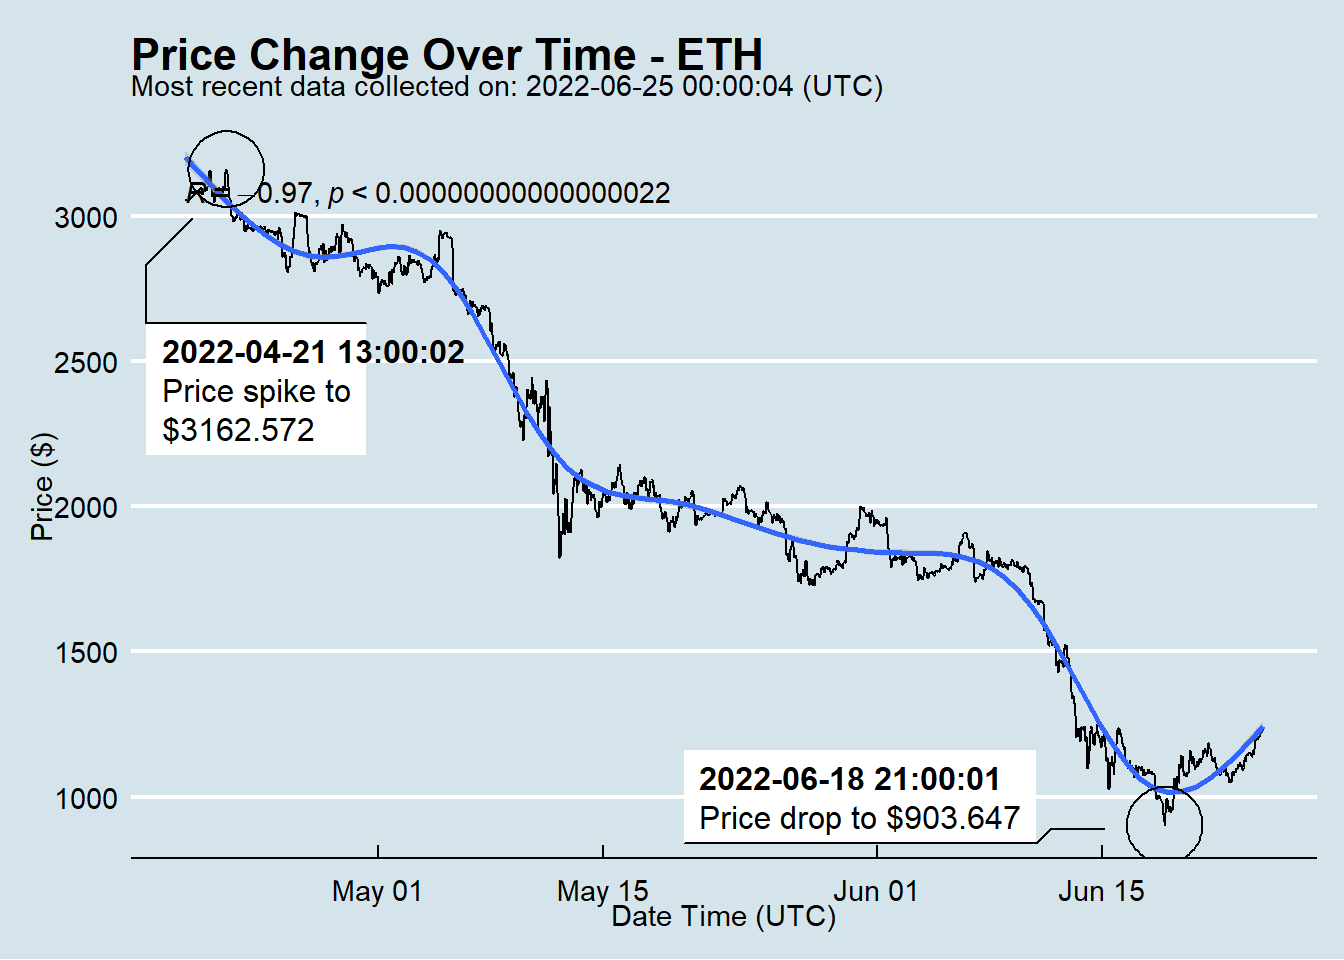 Price Change Over Time - ETH
Most recent data collected on: 2022-06-25 00:00:04 (UTC)
R = −0.97, p < 0.00000000000000022
3000
2500
2000
1500
1000
Price ($)
2022-04-21 13:00:02
Price spike to
$3162.572
2022-06-18 21:00:01
Price drop to $903.647
May 01
May 15
Jun 01
Jun 15
Date Time (UTC)